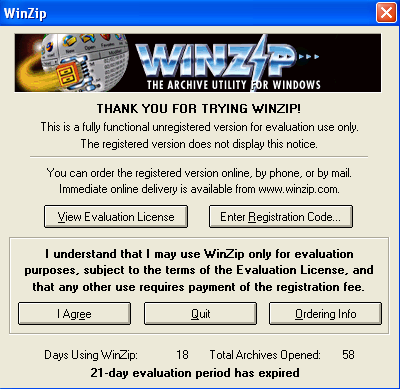 WinZip
WINZIP
THE ARCHIVE UTILITY FOR WINDOWS
THANK YOU FOR TRYING WINZIP!
This is a fully functional unregistered version for evaluation use only.
The registered version does not display this notice.
You can order the registered version online, by phone, or by mail.
Immediate online delivery is available from www.winzip.com.
View Evaluation License Enter Registration Code...
I understand that I may use WinZip only for evaluation
purposes, subject to the terms of the Evaluation License, and
that any other use requires payment of the registration fee.
I Agree Quit Ordering Info
Days Using WinZip: 18 Total Archives Opened: 58
21-day evaluation period has expired